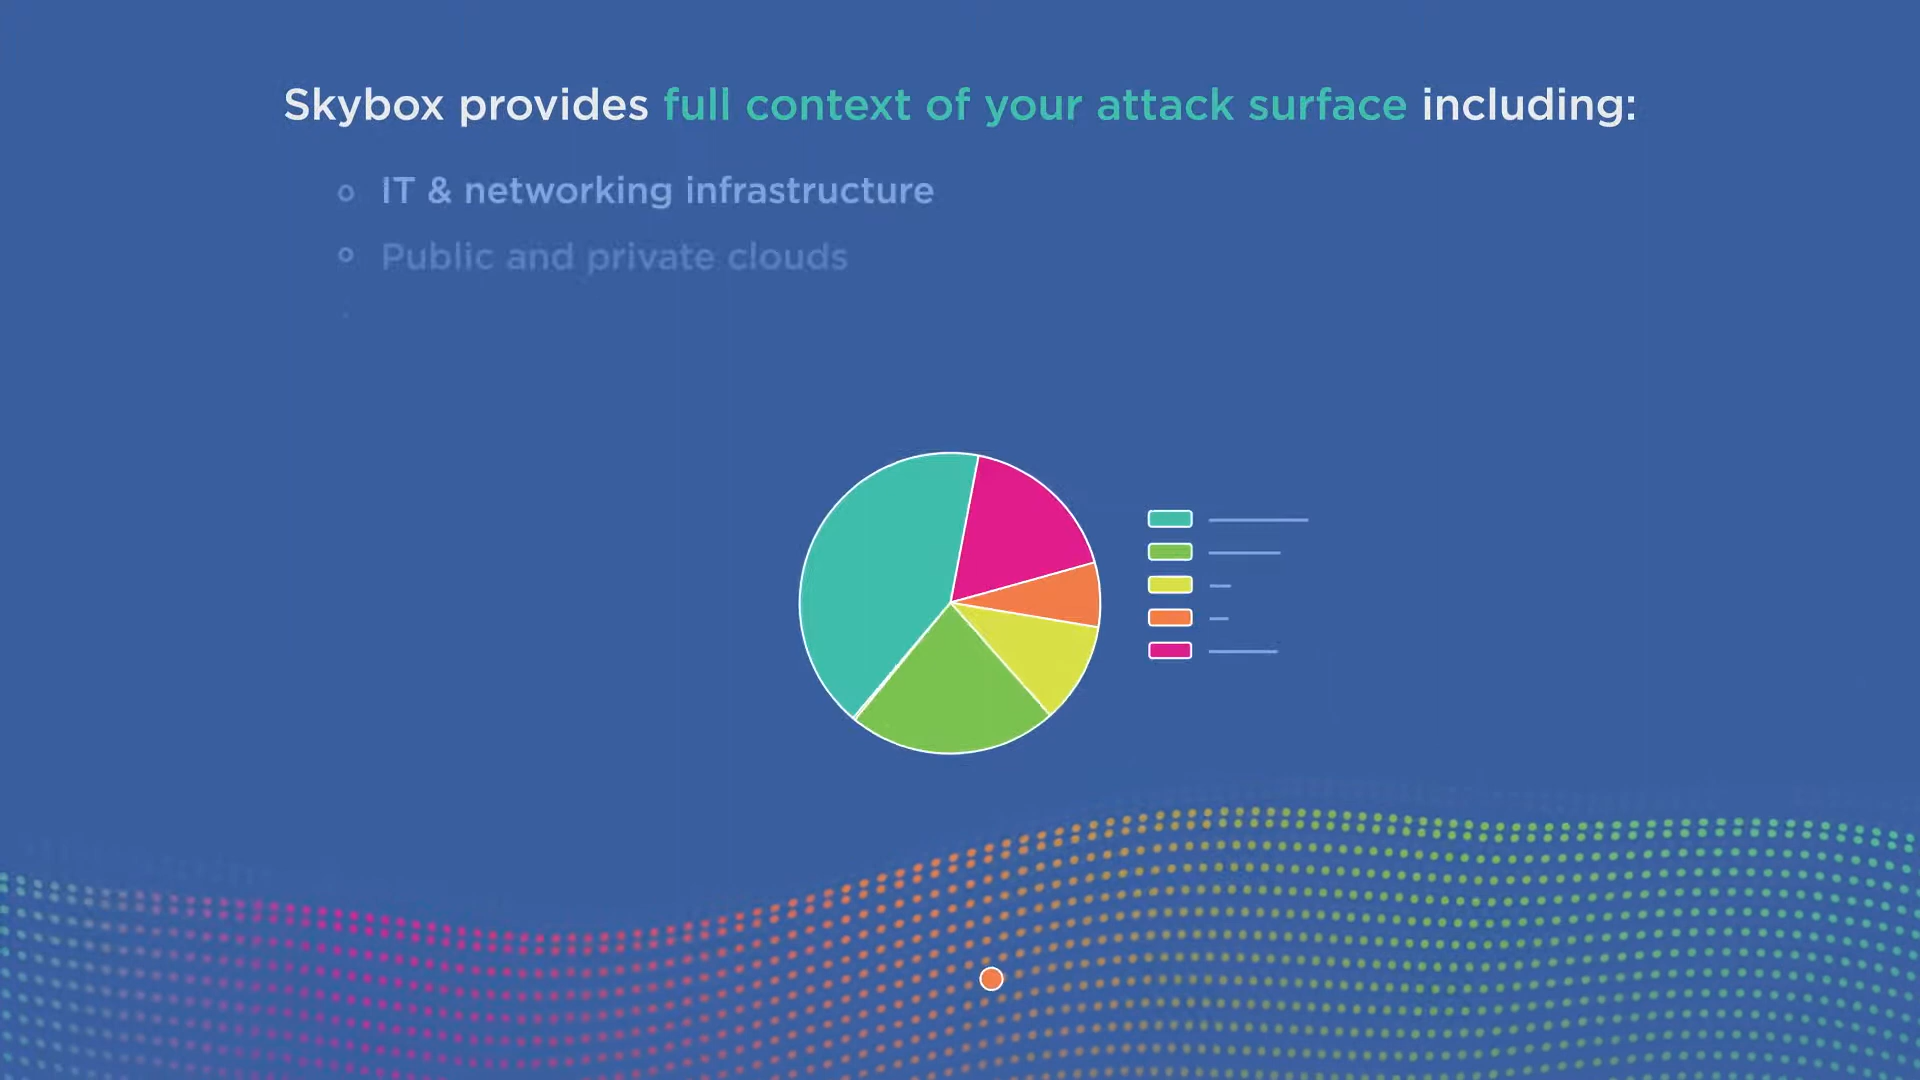 Skybox provides full context of your attack surface including:
IT & networking infrastructure
Public and private clouds